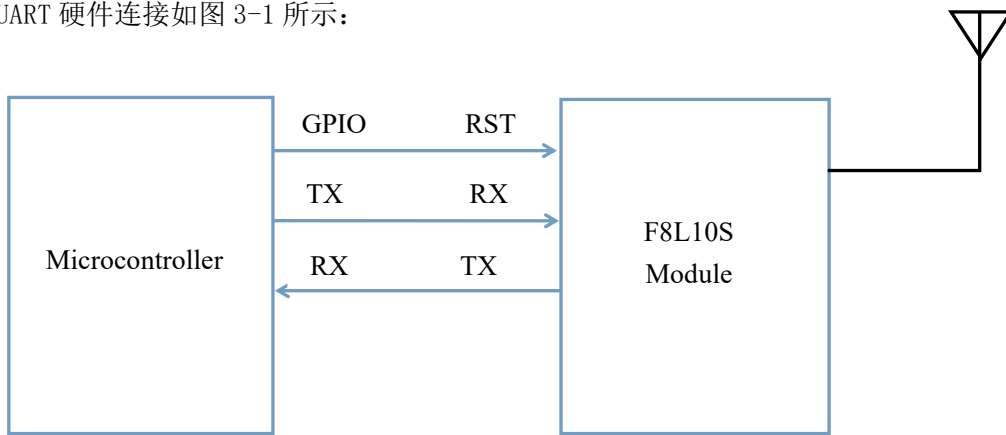 UART 硬件连接如图 3-1 所示：
GPIO RST
TX RX
Microcontroller
RX TX
F8L10S
Module